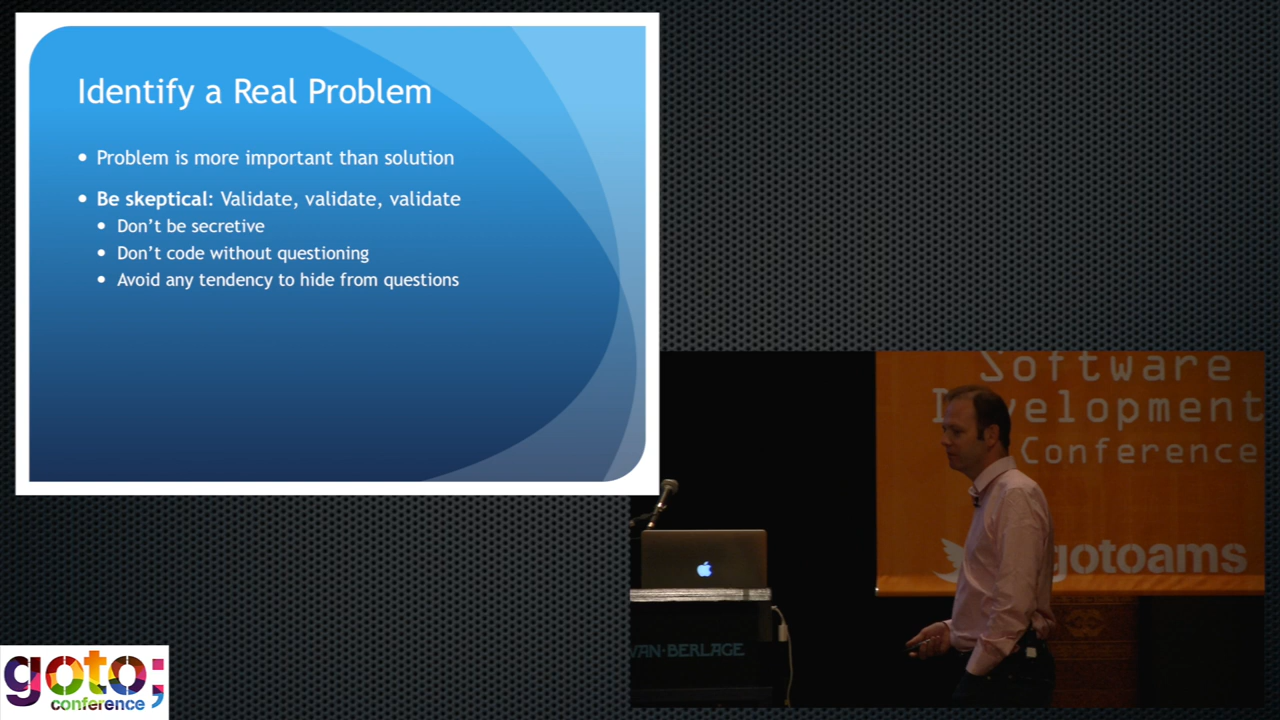 Identify a Real Problem
• Problem is more important than solution
• Be skeptical: Validate, validate, validate
• Don't be secretive
• Don't code without questioning
• Avoid any tendency to hide from questions
Software
Development
Conference
gotoams
VAN·BERLAGE
goto;
conference